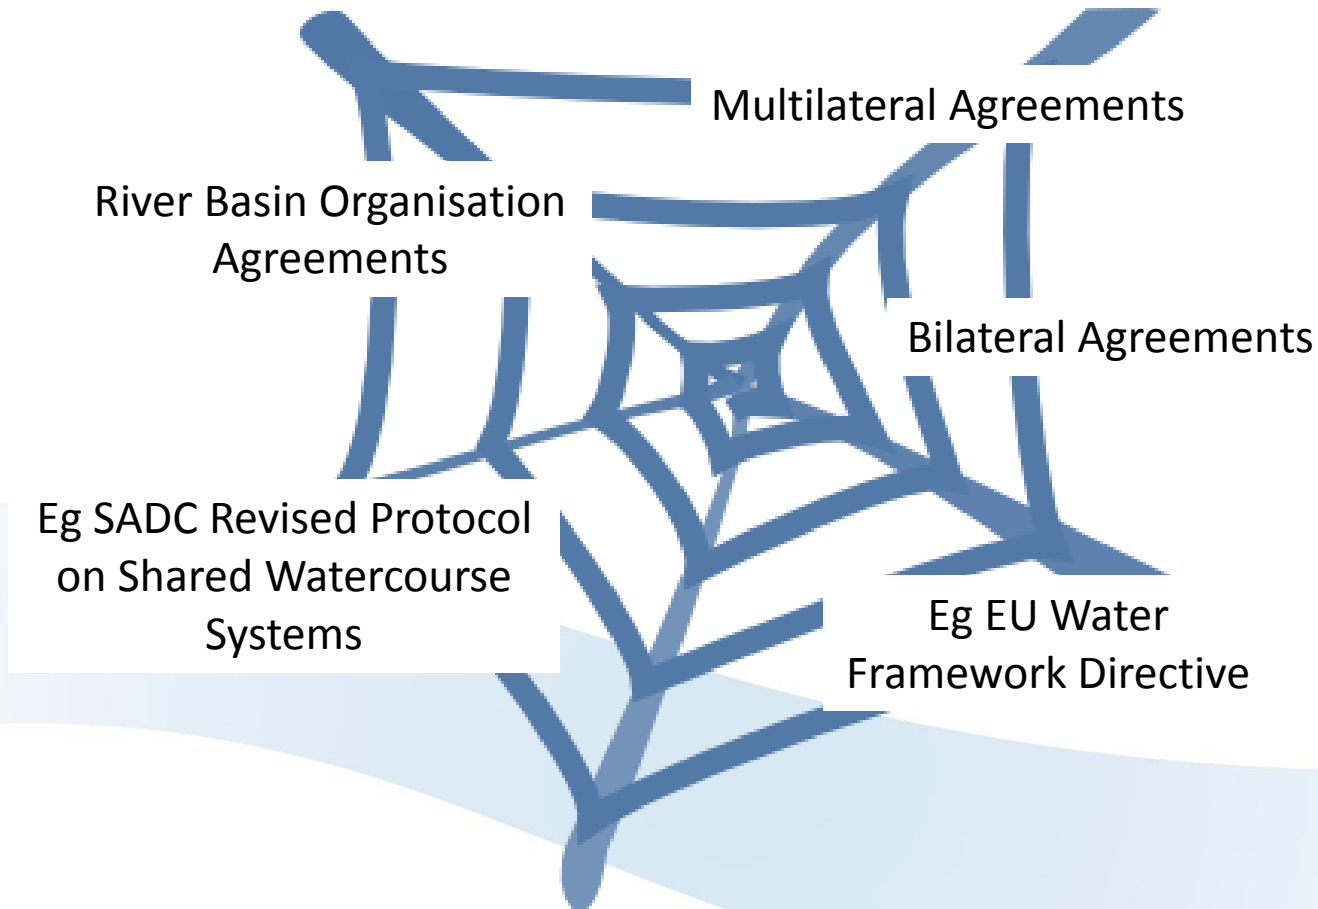 Multilateral Agreements
River Basin Organisation
Agreements
Bilateral Agreements
Eg SADC Revised Protocol
on Shared Watercourse
Systems
Eg EU Water
Framework Directive